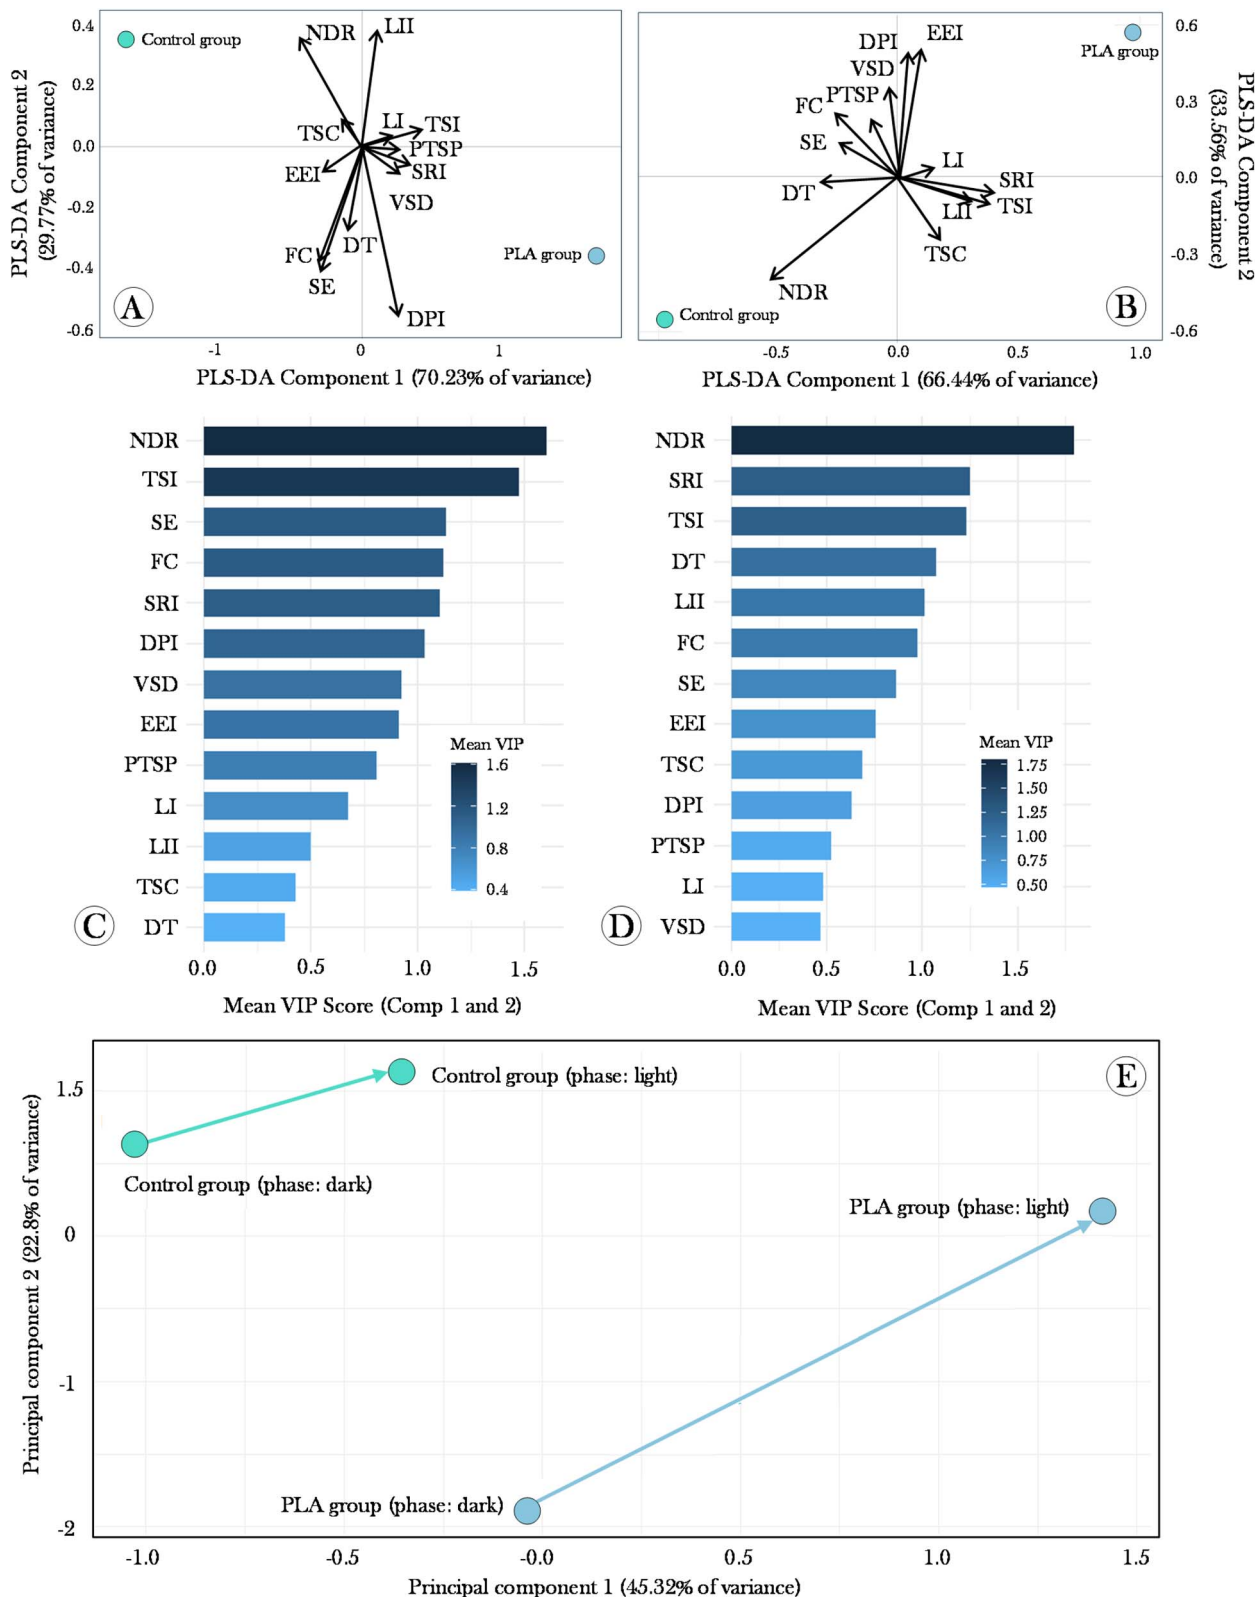 PLS-DA Component 2
(29.77% of variance)
0.4
0.2
0.0
-0.2
-0.4
-0.6
Control group
NDR
LII
TSC
LI
TSI
PTSP
EEI
SRI
VSD
FC
DT
SE
DPI
PLA group
A
-1
0
1
PLS-DA Component 1 (70.23% of variance)
DPI
EEI
PLA group
VSD
FC
PTSP
SE
LI
DT
SRI
LII
TSI
TSC
NDR
Control group
B
0.6
0.3
0.0
-0.3
-0.6
PLS-DA Component 2
(33.56% of variance)
-0.5
0.0
0.5
1.0
PLS-DA Component 1 (66.44% of variance)
NDR
TSI
SE
FC
SRI
DPI
VSD
EEI
PTSP
LI
LII
TSC
DT
Mean VIP
1.6
1.2
0.8
0.4
C
0.0
0.5
1.0
1.5
Mean VIP Score (Comp 1 and 2)
NDR
SRI
TSI
DT
LII
FC
SE
EEI
TSC
DPI
PTSP
LI
VSD
Mean VIP
1.75
1.50
1.25
1.00
0.75
0.50
D
0.0
0.5
1.0
1.5
Mean VIP Score (Comp 1 and 2)
Principal component 2 (22.8% of variance)
1.5
0
-1
-2
Control group (phase: light)
E
Control group (phase: dark)
PLA group (phase: light)
PLA group (phase: dark)
-1.0
-0.5
-0.0
0.5
1.0
1.5
Principal component 1 (45.32% of variance)